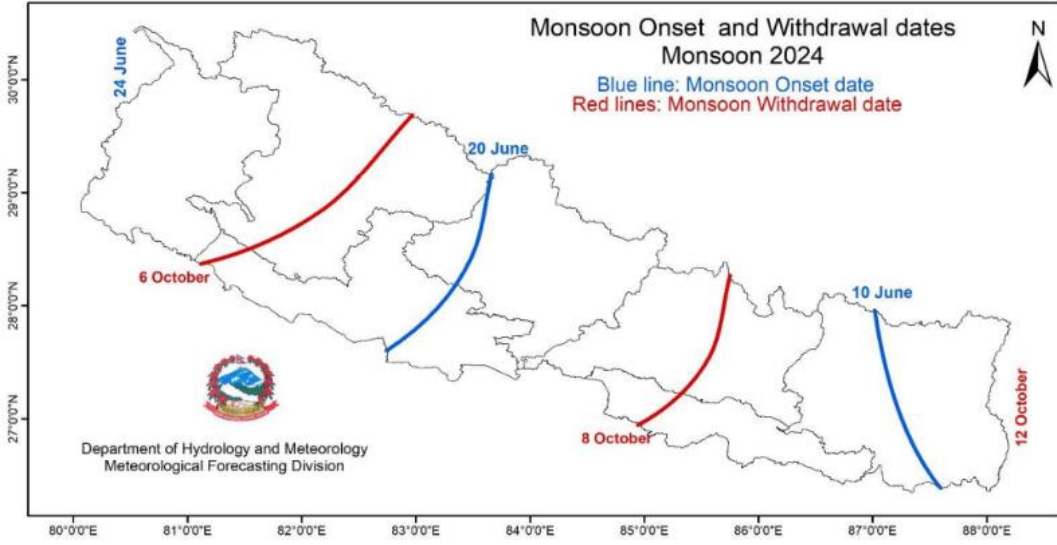 Monsoon Onset and Withdrawal dates
Monsoon 2024
Blue line: Monsoon Onset date
Red lines: Monsoon Withdrawal date
N
24 June
20 June
10 June
6 October
8 October
12 October
Department of Hydrology and Meteorology
Meteorological Forecasting Division
30°0'0"N
29°0'0"N
28°0'0"N
27°0'0"N
80°0'0"E
81°0'0"E
82°0'0"E
83°0'0"E
84°0'0"E
85°0'0"E
86°0'0"E
87°0'0"E
88°0'0"E